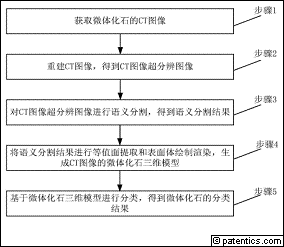 获取微体化石的CT图像
步骤1
重建CT图像，得到CT图像超分辨图像
步骤2
对CT图像超分辨图像进行语义分割，得到语义分割结果
步骤3
将语义分割结果进行等值面提取和表面体绘制渲染，生
成CT图像的微体化石三维模型
步骤4
基于微体化石三维模型进行分类，得到微体化石的分类
结果
步骤5
© patentics.com